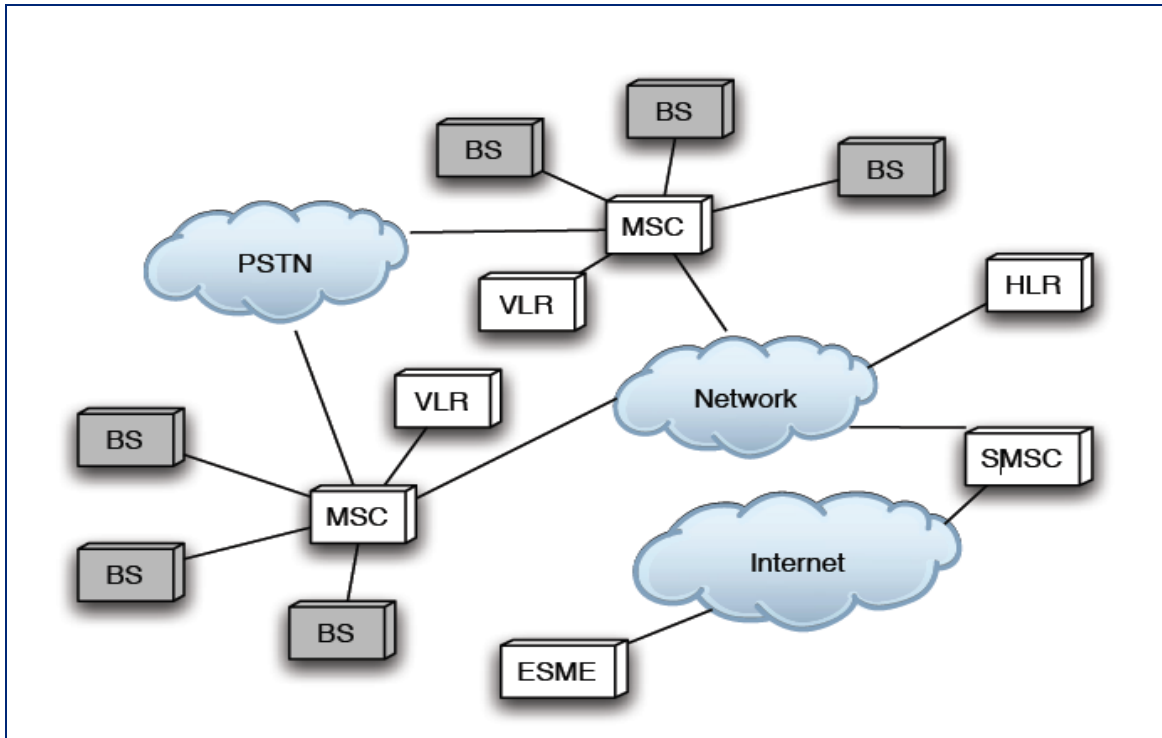 BS
BS
BS
MSC
PSTN
VLR
HLR
Network
VLR
BS
SMSC
MSC
BS
Internet
BS
ESME